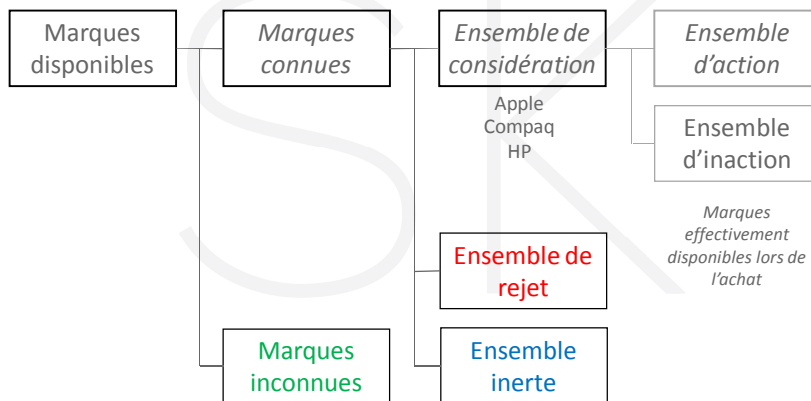 Marques
disponibles
Marques
connues
Ensemble de
considération
Apple
Compaq
HP
Ensemble
d'action
Ensemble
d'inaction
Marques
effectivement
disponibles lors de
l'achat
Ensemble de
rejet
Marques
inconnues
Ensemble
inerte
SK